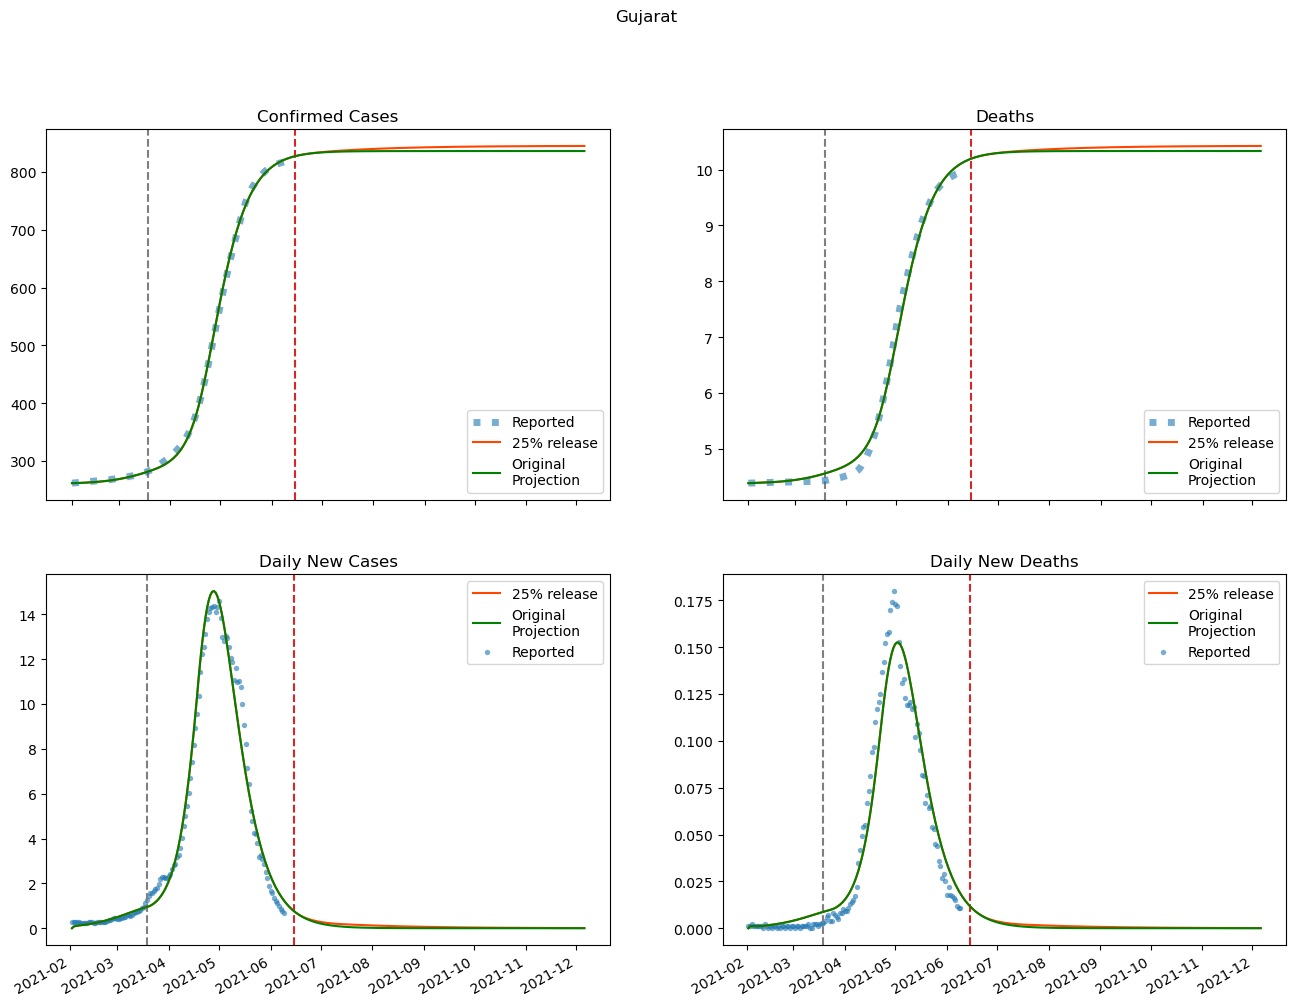 Gujarat
Confirmed Cases
800
700
600
500
400
300
Reported
25% release
Original
Projection
Deaths
10
9
8
7
6
5
Reported
25% release
Original
Projection
Daily New Cases
14
12
10
8
6
4
2
0
25% release
Original
Projection
Reported
2021-02
2021-03
2021-04
2021-05
2021-06
2021-07
2021-08
2021-09
2021-10
2021-11
2021-12
Daily New Deaths
0.175
0.150
0.125
0.100
0.075
0.050
0.025
0.000
25% release
Original
Projection
Reported
2021-02
2021-03
2021-04
2021-05
2021-06
2021-07
2021-08
2021-09
2021-10
2021-11
2021-12